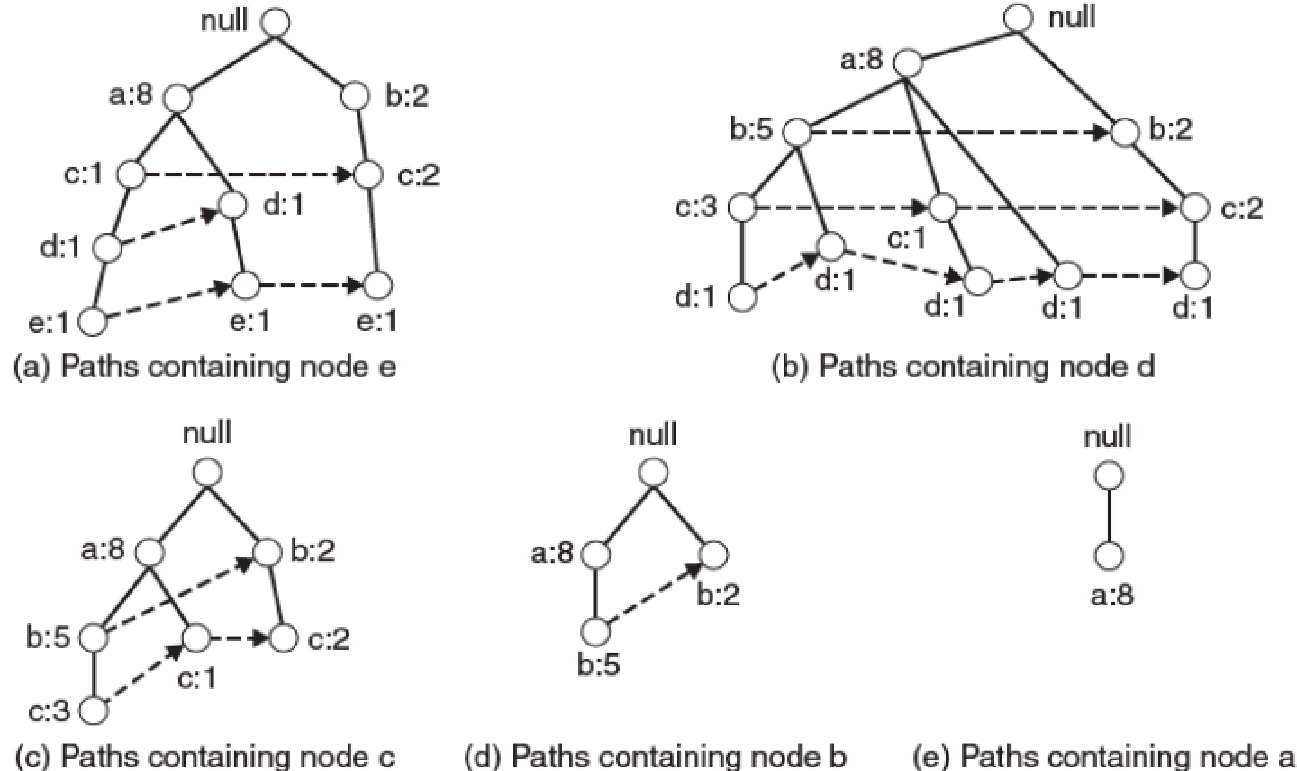 null
a:8
b:2
c:1
c:2
d:1
d:1
e:1
e:1
e:1
(a) Paths containing node e
null
a:8
b:5
b:2
c:3
c:2
c:1
d:1
d:1
d:1
d:1
d:1
(b) Paths containing node d
null
a:8
b:2
b:5
c:2
c:1
c:3
(c) Paths containing node c
null
a:8
b:2
b:5
(d) Paths containing node b
null
a:8
(e) Paths containing node a